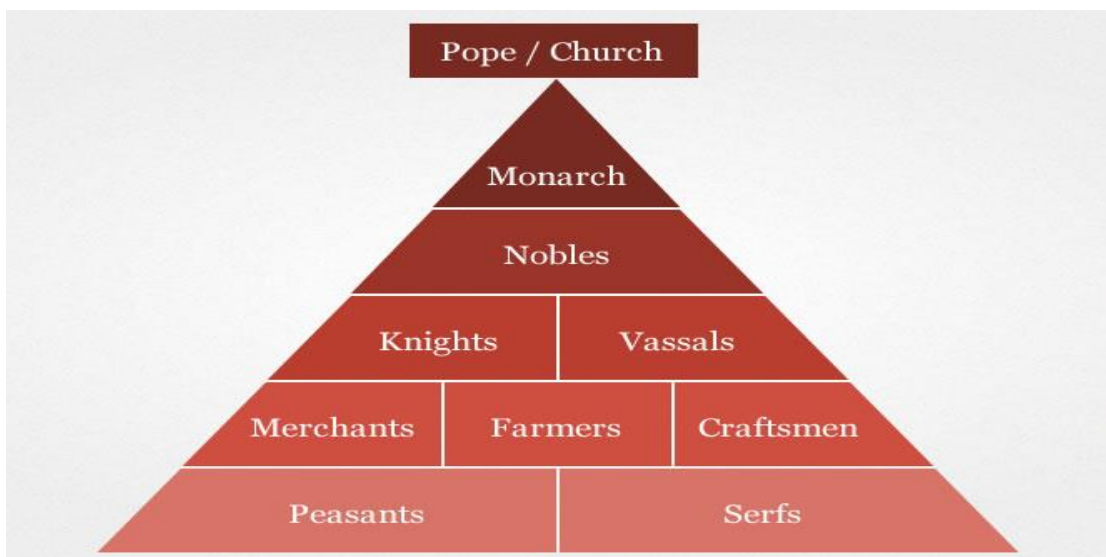 Pope / Church
Monarch
Nobles
Knights Vassals
Merchants Farmers Craftsmen
Peasants Serfs